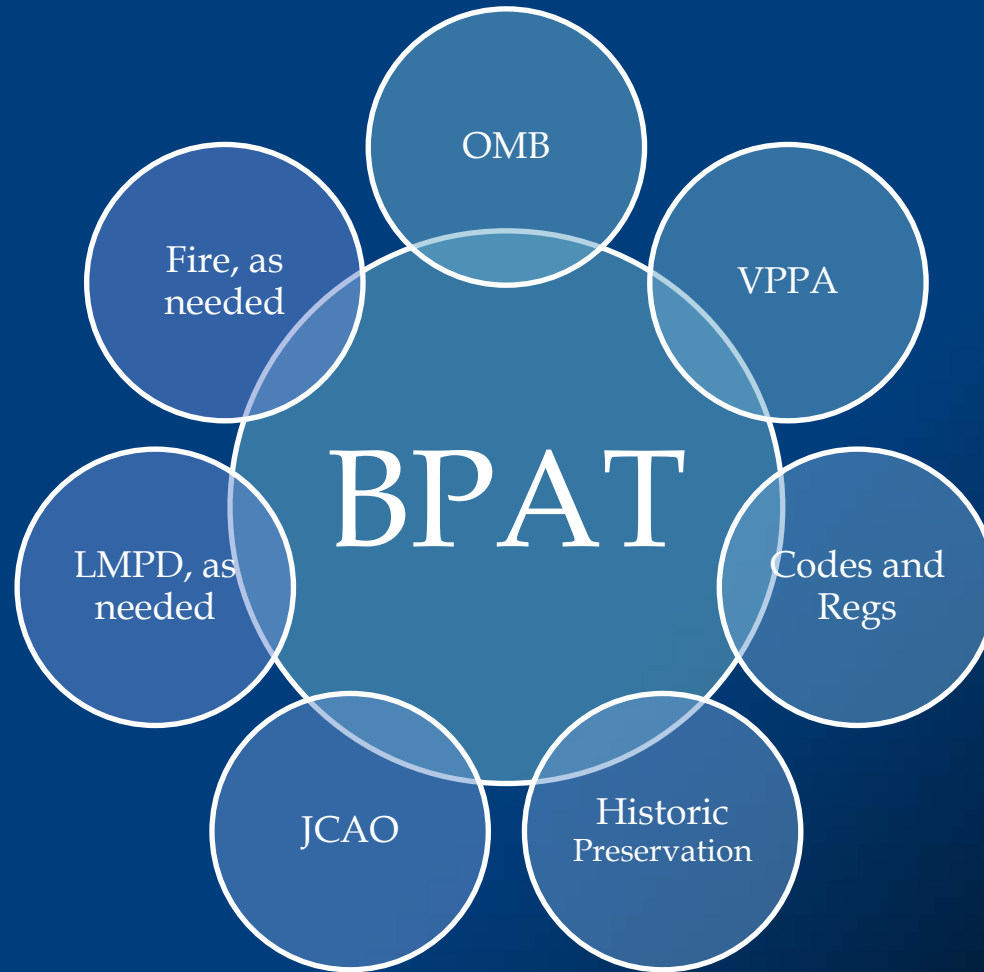 OMB
VPPA
Codes and
Regs
Historic
Preservation
JCAO
LMPD, as
needed
Fire, as
needed
BPAT